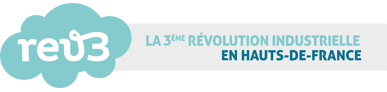 rev3
LA 3ÈME RÉVOLUTION INDUSTRIELLE
EN HAUTS-DE-FRANCE